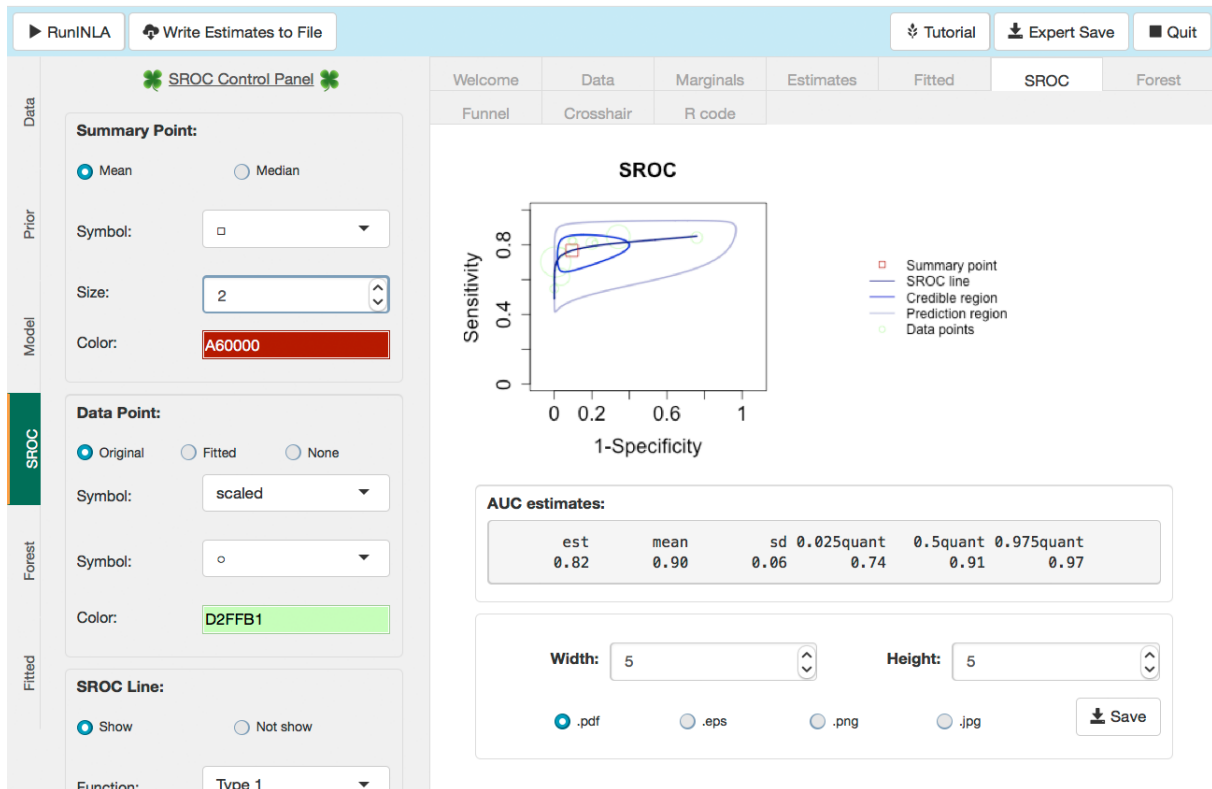 RunINLA Write Estimates to File Tutorial Expert Save Quit
SROC Control Panel
Welcome Data Marginals Estimates Fitted SROC Forest
Funnel Crosshair R code
Data
Prior
Model
SROC
Forest
Fitted
Summary Point:
Mean Median
Symbol:
Size: 2
Color: A60000
Data Point:
Original Fitted None
Symbol: scaled
Symbol:
Color: D2FFB1
SROC Line:
Show Not show
Function: Type 1
SROC
Sensitivity
0.8
0.4
0
0 0.2 0.6 1
1-Specificity
Summary point
SROC line
Credible region
Prediction region
Data points
AUC estimates:
est mean sd 0.025quant 0.5quant 0.975quant
0.82 0.90 0.06 0.74 0.91 0.97
Width: 5 Height: 5
.pdf .eps .png .jpg Save